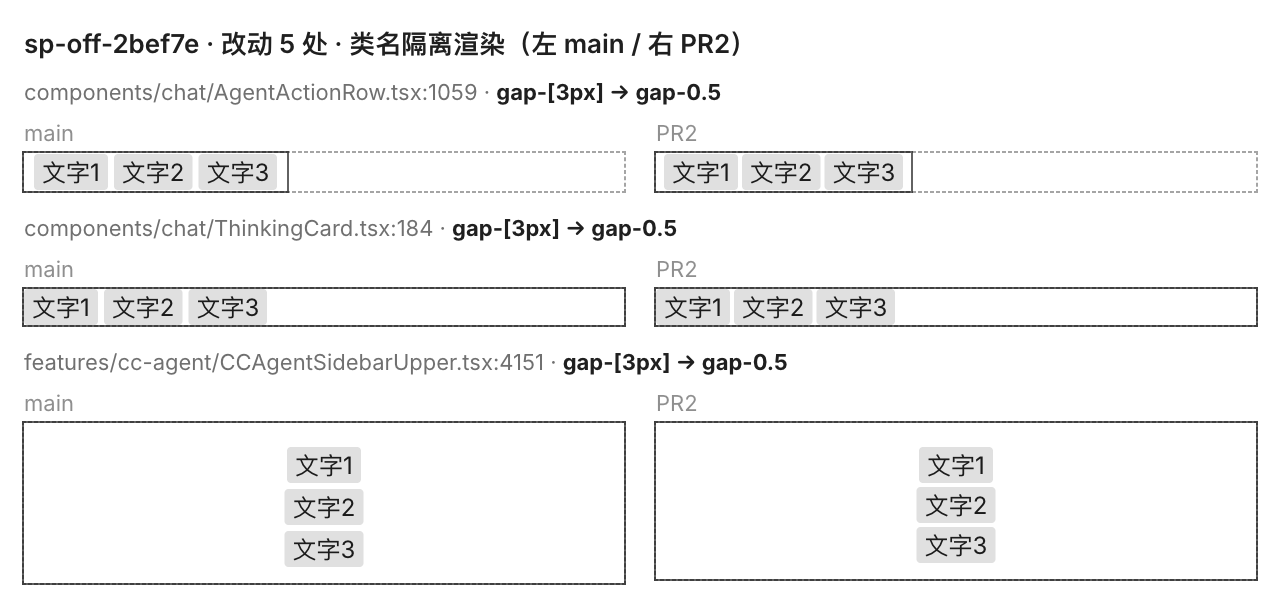 sp-off-2bef7e · 改动 5 处 · 类名隔离渲染（左 main / 右 PR2）
components/chat/AgentActionRow.tsx:1059 · gap-[3px] → gap-0.5
main PR2
文字1 文字2 文字3 文字1 文字2 文字3
components/chat/ThinkingCard.tsx:184 · gap-[3px] → gap-0.5
main PR2
文字1 文字2 文字3 文字1 文字2 文字3
features/cc-agent/CCAgentSidebarUpper.tsx:4151 · gap-[3px] → gap-0.5
main PR2
文字1 文字1
文字2 文字2
文字3 文字3